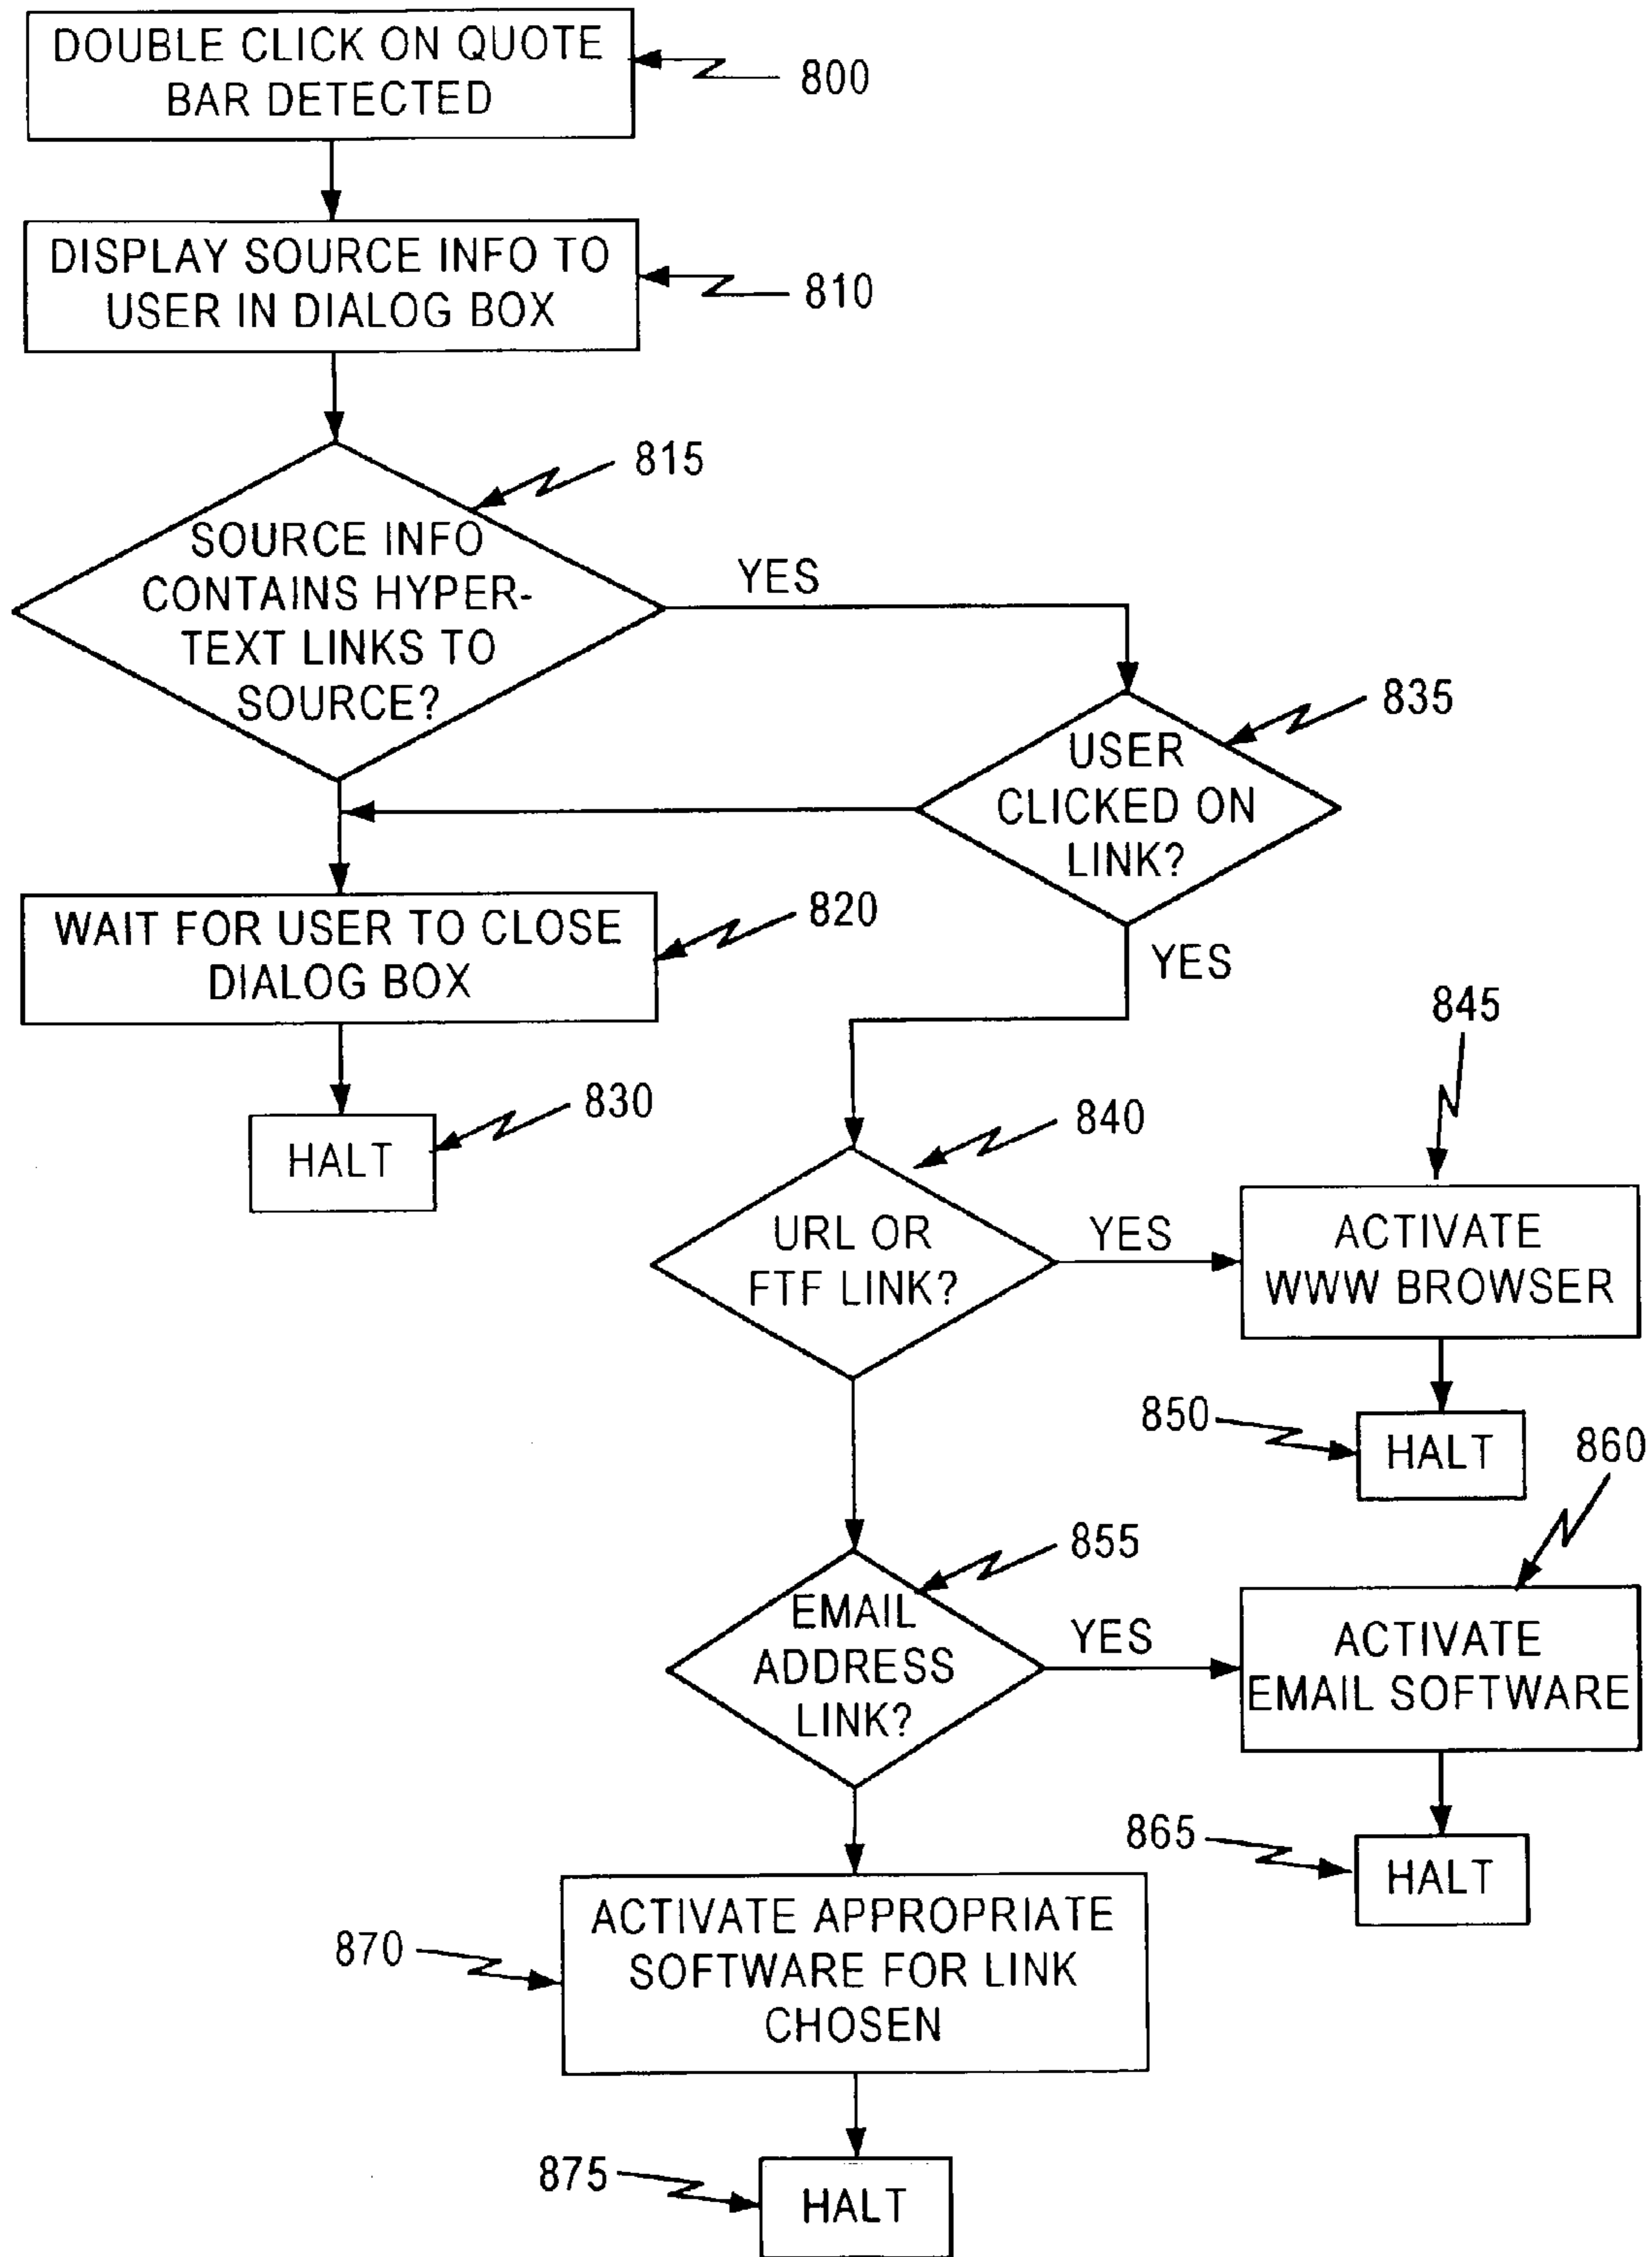 DOUBLE CLICK ON QUOTE
BAR DETECTED
800
DISPLAY SOURCE INFO TO
USER IN DIALOG BOX
810
815
SOURCE INFO
CONTAINS HYPER-
TEXT LINKS TO
SOURCE?
YES
835
USER
CLICKED ON
LINK?
YES
WAIT FOR USER TO CLOSE
DIALOG BOX
820
HALT
830
840
URL OR
FTF LINK?
YES
845
ACTIVATE
WWW BROWSER
850
HALT
855
EMAIL
ADDRESS
LINK?
YES
860
ACTIVATE
EMAIL SOFTWARE
865
HALT
870
ACTIVATE APPROPRIATE
SOFTWARE FOR LINK
CHOSEN
875
HALT